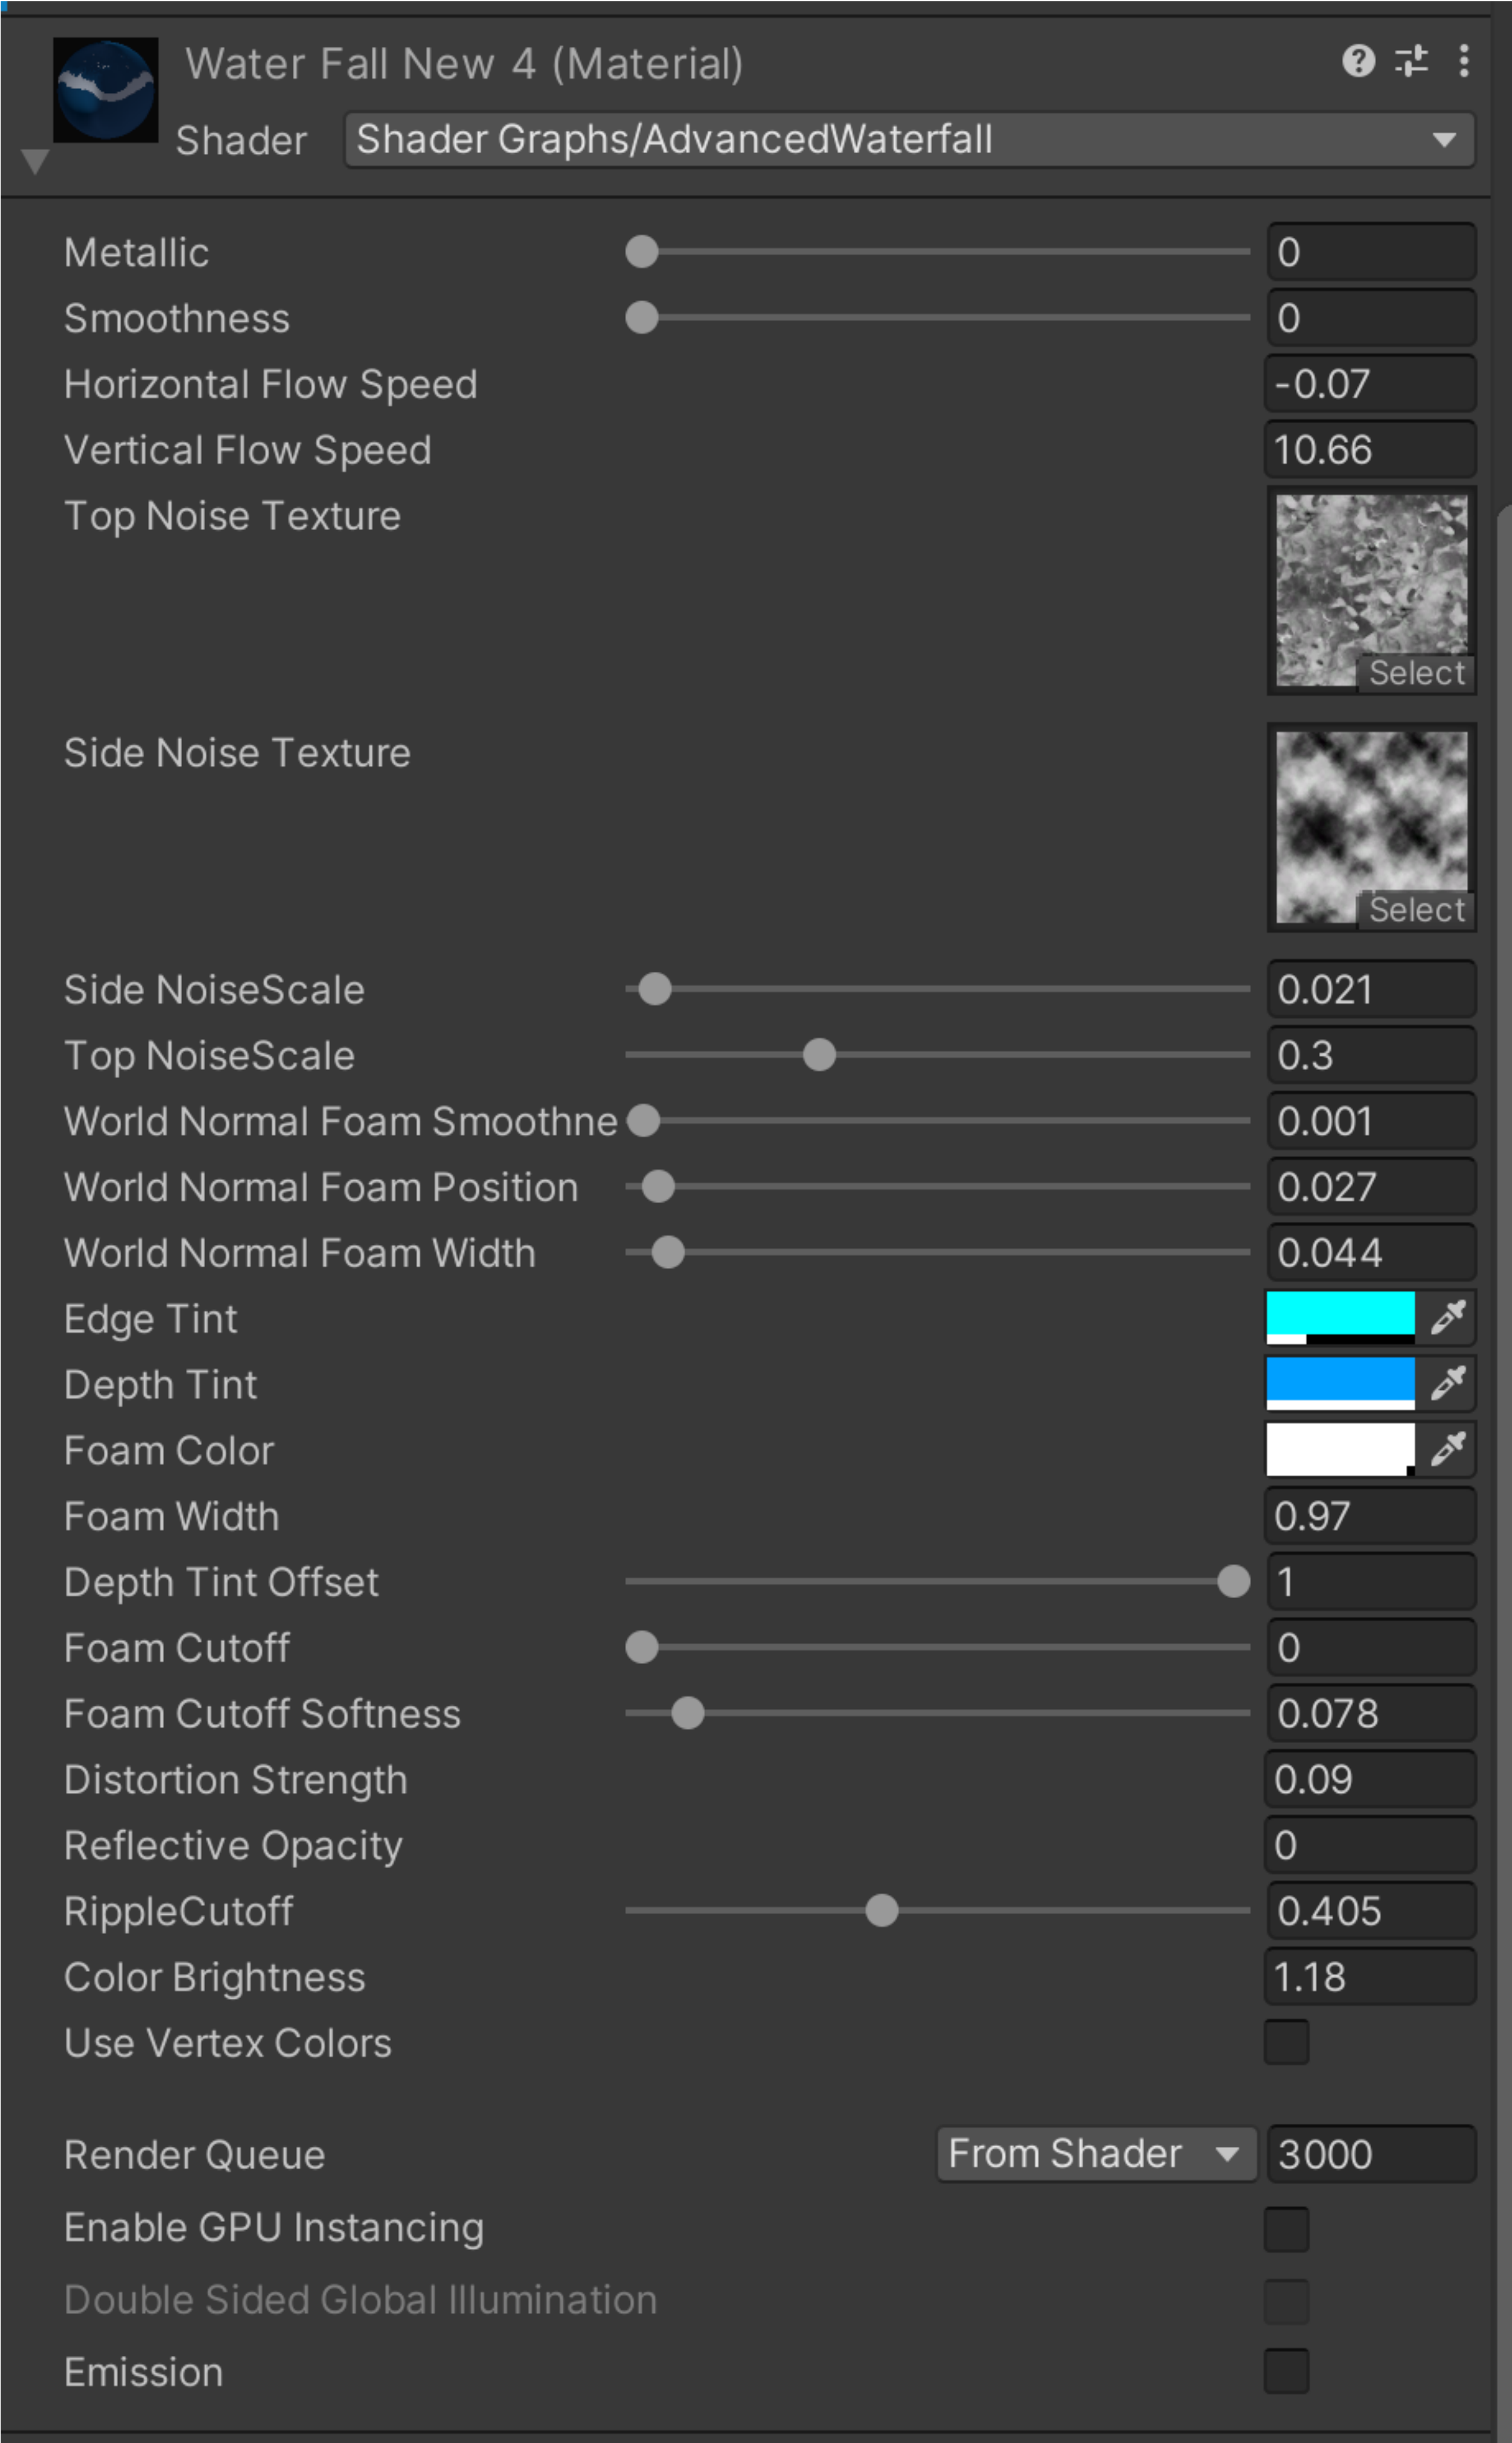 Water Fall New 4 (Material)
Shader Shader Graphs/AdvancedWaterfall
Metallic 0
Smoothness 0
Horizontal Flow Speed -0.07
Vertical Flow Speed 10.66
Top Noise Texture
Select
Side Noise Texture
Select
Side NoiseScale 0.021
Top NoiseScale 0.3
World Normal Foam Smoothne 0.001
World Normal Foam Position 0.027
World Normal Foam Width 0.044
Edge Tint
Depth Tint
Foam Color
Foam Width 0.97
Depth Tint Offset 1
Foam Cutoff 0
Foam Cutoff Softness 0.078
Distortion Strength 0.09
Reflective Opacity 0
RippleCutoff 0.405
Color Brightness 1.18
Use Vertex Colors
Render Queue From Shader 3000
Enable GPU Instancing
Double Sided Global Illumination
Emission